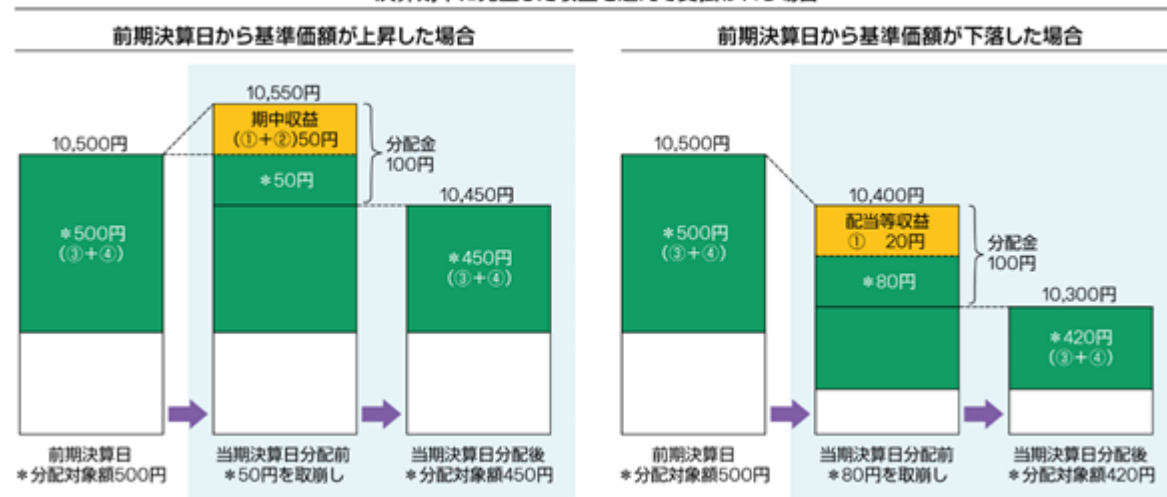 前期決算日から基準価額が上昇した場合
10,550円
期中収益
(①+②)50円
分配金
100円
10,500円
*50円
10,450円
*500円
(③+④)
*450円
(③+④)
前期決算日
*分配対象額500円
当期決算日分配前
*50円を取崩し
当期決算日分配後
*分配対象額450円
前期決算日から基準価額が下落した場合
10,500円
10,400円
配当等収益
① 20円
分配金
100円
*500円
(③+④)
*80円
10,300円
*420円
(③+④)
前期決算日
*分配対象額500円
当期決算日分配前
*80円を取崩し
当期決算日分配後
*分配対象額420円